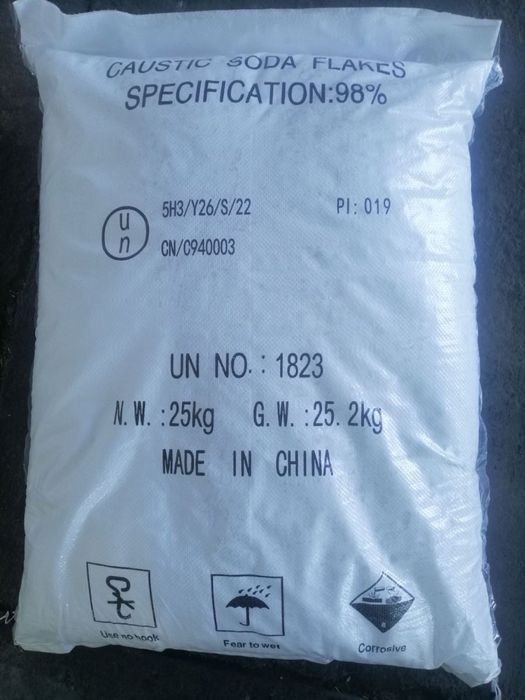 CAUSTIC SODA FLAKES
SPECIFICATION:98%
un 5H3/Y26/S/22 PI: 019
CN/C940003
UN NO.: 1823
N.W.:25kg G.W.:25.2kg
MADE IN CHINA
Use no hook Fear to wet Corrosive